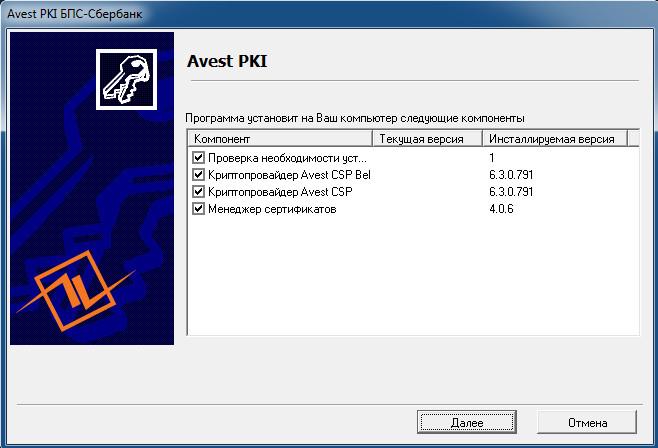 Avest PKI БПС-Сбербанк
Avest PKI
Программа установит на Ваш компьютер следующие компоненты
Компонент Текущая версия Инсталлируемая версия
Проверка необходимости уст... 1
Криптопровайдер Avest CSP Bel 6.3.0.791
Криптопровайдер Avest CSP 6.3.0.791
Менеджер сертификатов 4.0.6
Далее Отмена